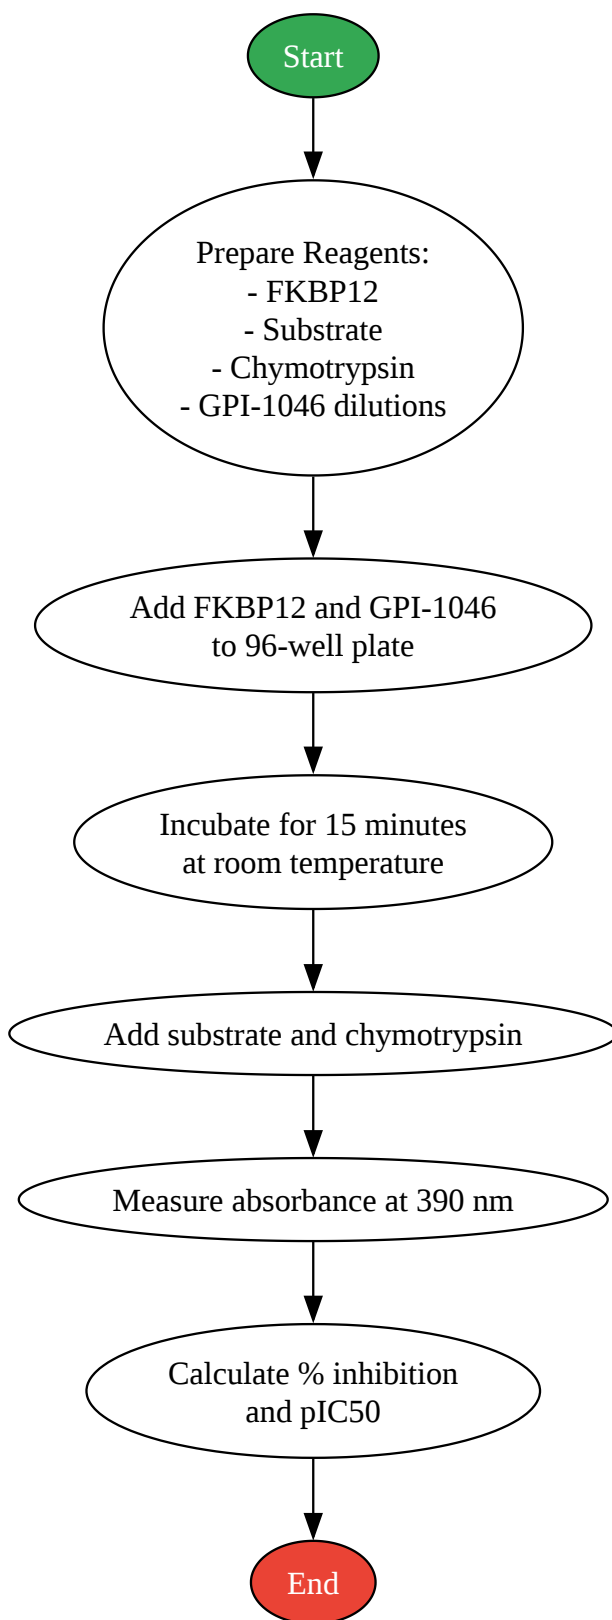 Start
Prepare Reagents:
- FKBP12
- Substrate
- Chymotrypsin
- GPI-1046 dilutions
Add FKBP12 and GPI-1046
to 96-well plate
Incubate for 15 minutes
at room temperature
Add substrate and chymotrypsin
Measure absorbance at 390 nm
Calculate % inhibition
and pIC50
End